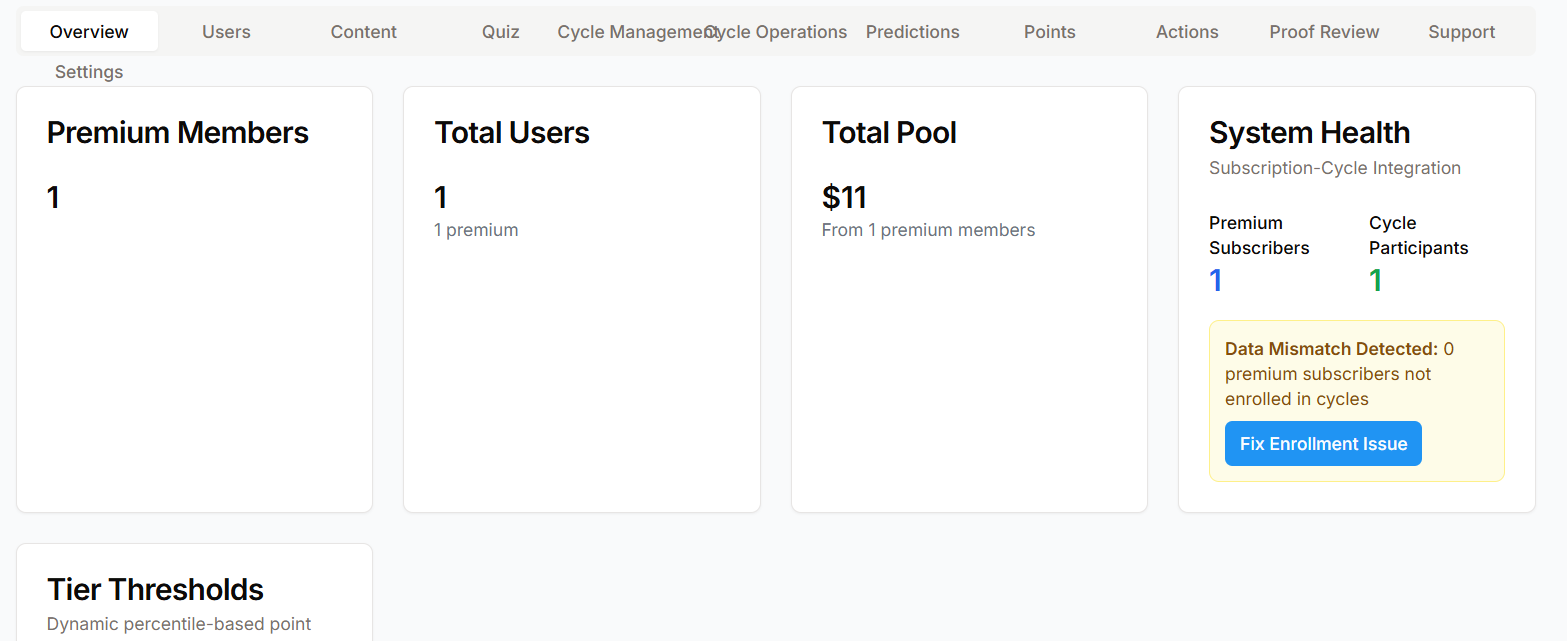 Overview Users Content Quiz Cycle Management Cycle Operations Predictions Points Actions Proof Review Support
Settings
Premium Members
1
Total Users
1
1 premium
Total Pool
$11
From 1 premium members
System Health
Subscription-Cycle Integration
Premium
Subscribers
1
Cycle
Participants
1
Data Mismatch Detected: 0
premium subscribers not
enrolled in cycles
Fix Enrollment Issue
Tier Thresholds
Dynamic percentile-based point